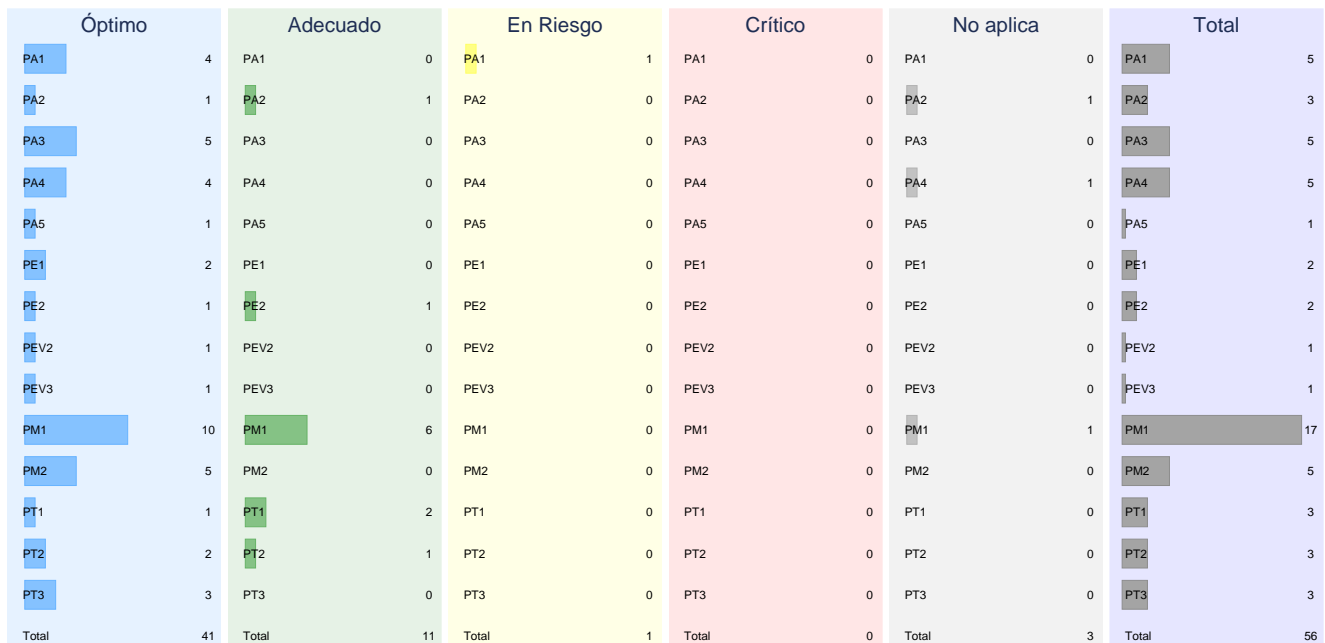 Óptimo Adecuado En Riesgo Crítico No aplica Total
PA1 4 PA1 0 PA1 1 PA1 0 PA1 0 PA1 5
PA2 1 PA2 1 PA2 0 PA2 0 PA2 1 PA2 3
PA3 5 PA3 0 PA3 0 PA3 0 PA3 0 PA3 5
PA4 4 PA4 0 PA4 0 PA4 0 PA4 1 PA4 5
PA5 1 PA5 0 PA5 0 PA5 0 PA5 0 PA5 1
PE1 2 PE1 0 PE1 0 PE1 0 PE1 0 PE1 2
PE2 1 PE2 1 PE2 0 PE2 0 PE2 0 PE2 2
PEV2 1 PEV2 0 PEV2 0 PEV2 0 PEV2 0 PEV2 1
PEV3 1 PEV3 0 PEV3 0 PEV3 0 PEV3 0 PEV3 1
PM1 10 PM1 6 PM1 0 PM1 0 PM1 1 PM1 17
PM2 5 PM2 0 PM2 0 PM2 0 PM2 0 PM2 5
PT1 1 PT1 2 PT1 0 PT1 0 PT1 0 PT1 3
PT2 2 PT2 1 PT2 0 PT2 0 PT2 0 PT2 3
PT3 3 PT3 0 PT3 0 PT3 0 PT3 0 PT3 3
Total 41 Total 11 Total 1 Total 0 Total 3 Total 56